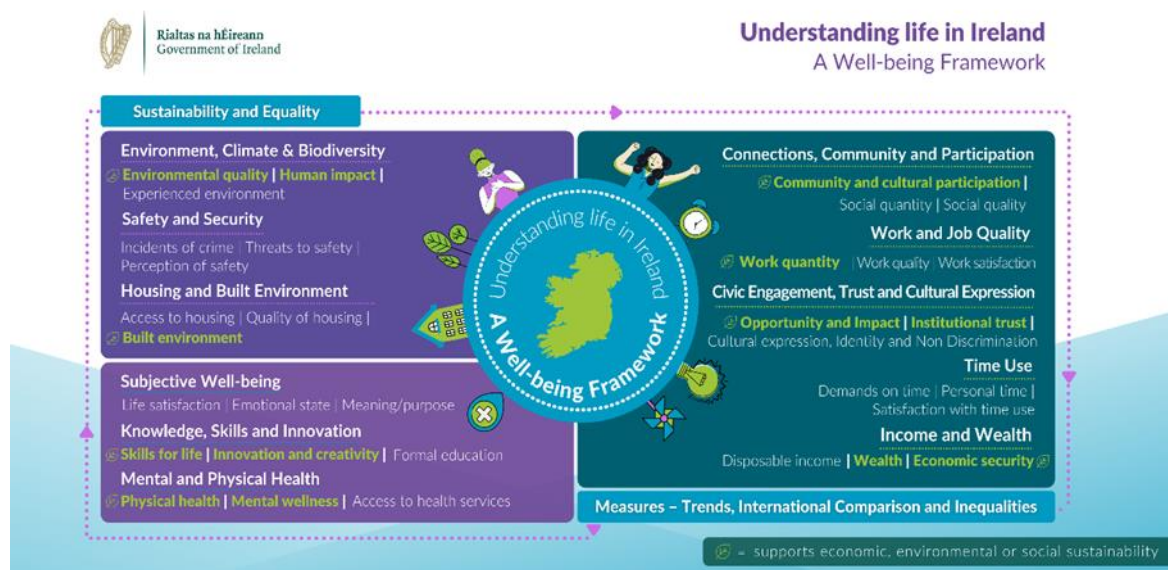 Rialtas na hÉireann
Government of Ireland
Understanding life in Ireland
A Well-being Framework
Sustainability and Equality
Environment, Climate & Biodiversity
Environmental quality | Human impact |
Experienced environment
Safety and Security
Incidents of crime | Threats to safety |
Perception of safety
Housing and Built Environment
Access to housing | Quality of housing |
Built environment
Subjective Well-being
Life satisfaction | Emotional state | Meaning/purpose
Knowledge, Skills and Innovation
Skills for life | Innovation and creativity | Formal education
Mental and Physical Health
Physical health | Mental wellness | Access to health services
Understanding life in Ireland
A Well-being Framework
Connections, Community and Participation
Community and cultural participation |
Social quantity | Social quality
Work and Job Quality
Work quantity | Work quality | Work satisfaction
Civic Engagement, Trust and Cultural Expression
Opportunity and Impact | Institutional trust |
Cultural expression, Identity and Non Discrimination
Time Use
Demands on time | Personal time |
Satisfaction with time use
Income and Wealth
Disposable income | Wealth | Economic security
Measures – Trends, International Comparison and Inequalities
= supports economic, environmental or social sustainability